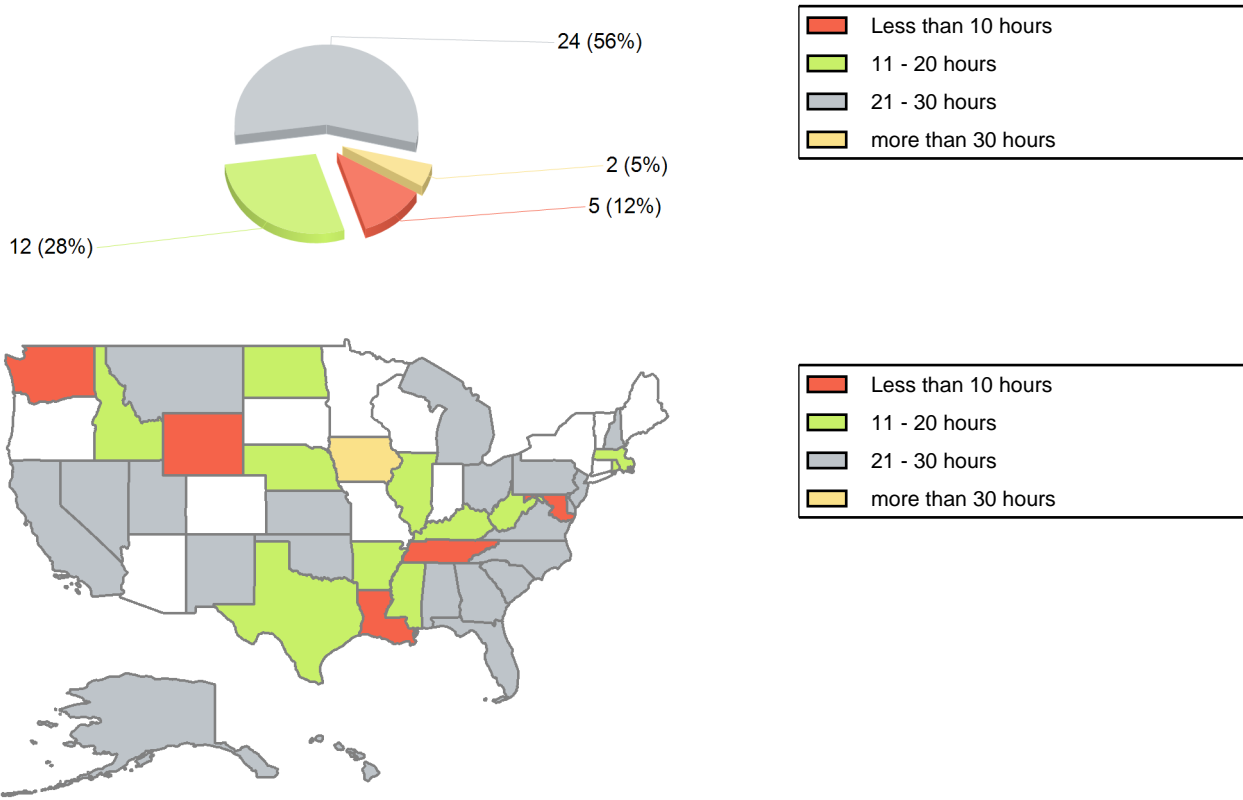 24 (56%)
2 (5%)
5 (12%)
12 (28%)
Less than 10 hours
11 - 20 hours
21 - 30 hours
more than 30 hours
Less than 10 hours
11 - 20 hours
21 - 30 hours
more than 30 hours